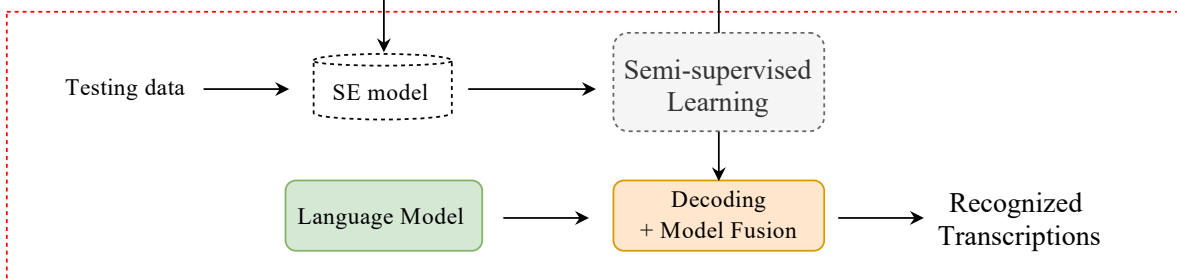 Testing data
SE model
Semi-supervised
Learning
Language Model
Decoding
+ Model Fusion
Recognized
Transcriptions